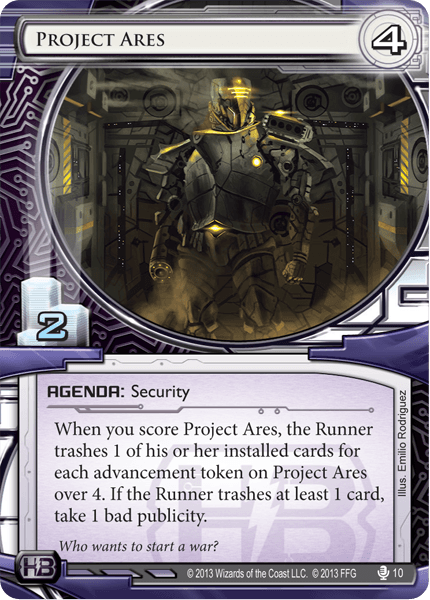 PROJECT ARES
4
2
AGENDA: Security
When you score Project Ares, the Runner
trashes 1 of his or her installed cards for
each advancement token on Project Ares
over 4. If the Runner trashes at least 1 card,
take 1 bad publicity.
Who wants to start a war?
Illus. Emilio Rodriguez
HB
© 2013 Wizards of the Coast LLC. © 2013 FFG
10